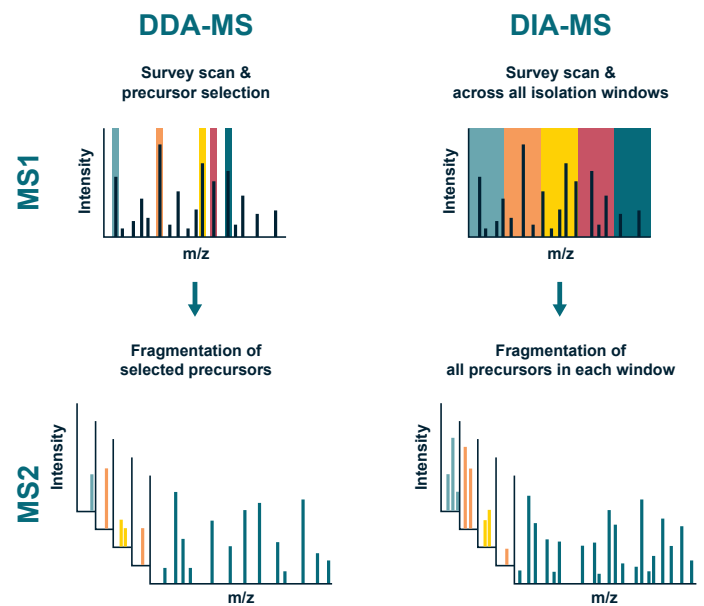 DDA-MS
DIA-MS
Survey scan &
precursor selection
Survey scan &
across all isolation windows
MS1
Intensity
m/z
Intensity
m/z
Fragmentation of
selected precursors
Fragmentation of
all precursors in each window
MS2
Intensity
m/z
Intensity
m/z